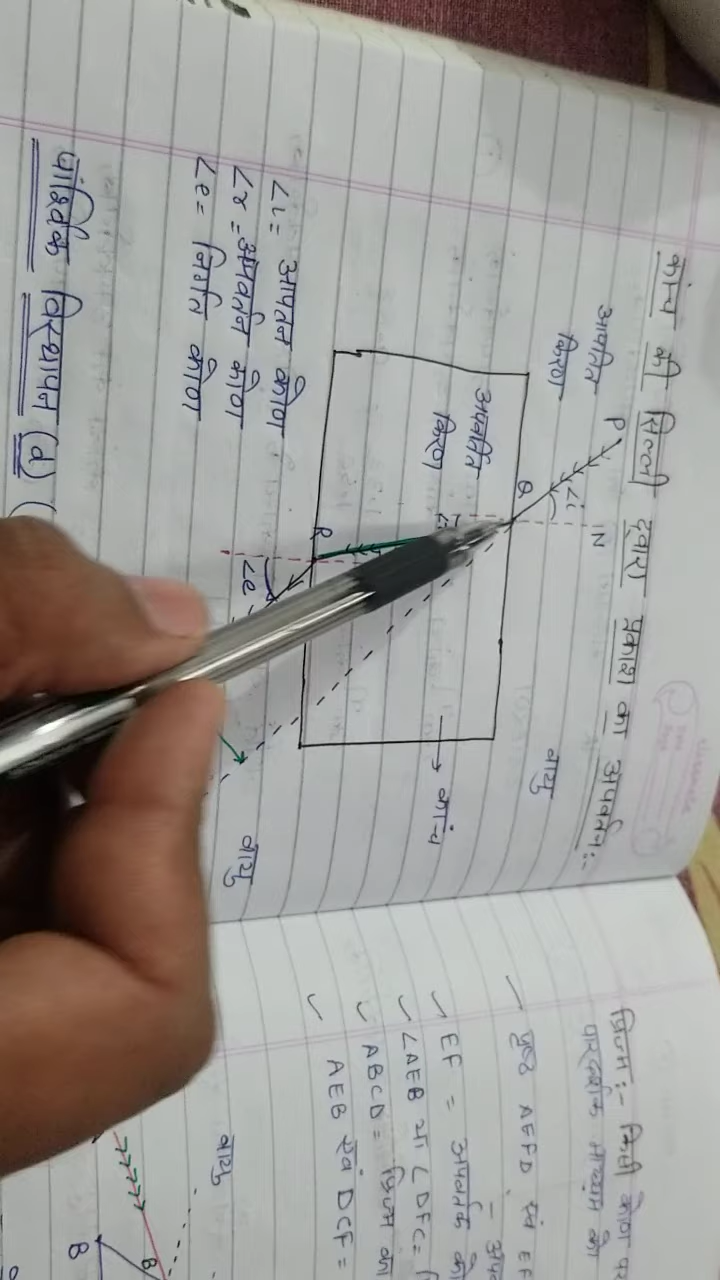 कांच की सिल्ली द्वारा प्रकाश का अपवर्तन:-
आपतित
किरण
P
∠i
N
Q
वायु
अपवर्तित
किरण
→ कांच
R
∠e
वायु
∠i = आपतन कोण
∠r = अपवर्तन कोण
∠e = निर्गत कोण
पार्श्विक विस्थापन (d) (
प्रिज्म:- किसी कोण पर
पारदर्शक माध्यम को
पृष्ठ AEFD एवं EF
EF = अपवर्तक को
∠AEB या ∠DFC =
ABCD = प्रिज्म का
AEB एवं DCF =
वायु
B
B